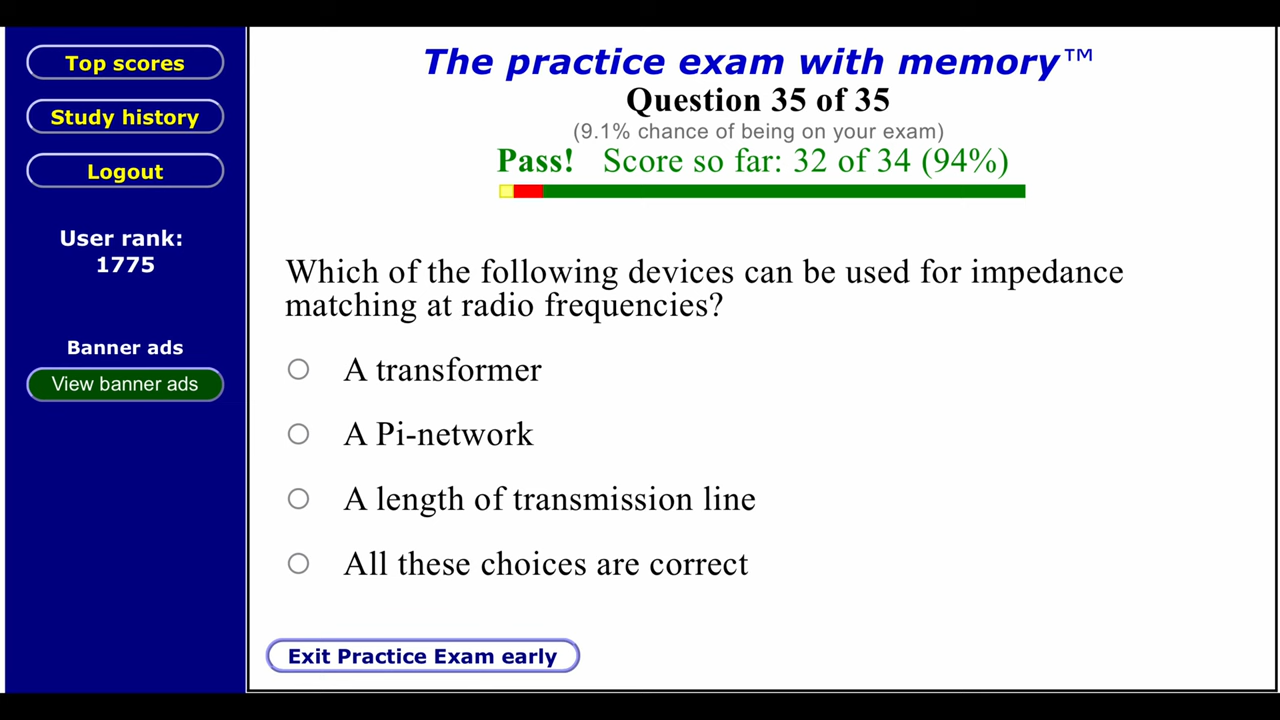 Top scores
Study history
Logout
User rank:
1775
Banner ads
View banner ads
The practice exam with memory™
Question 35 of 35
(9.1% chance of being on your exam)
Pass! Score so far: 32 of 34 (94%)
Which of the following devices can be used for impedance
matching at radio frequencies?
A transformer
A Pi-network
A length of transmission line
All these choices are correct
Exit Practice Exam early